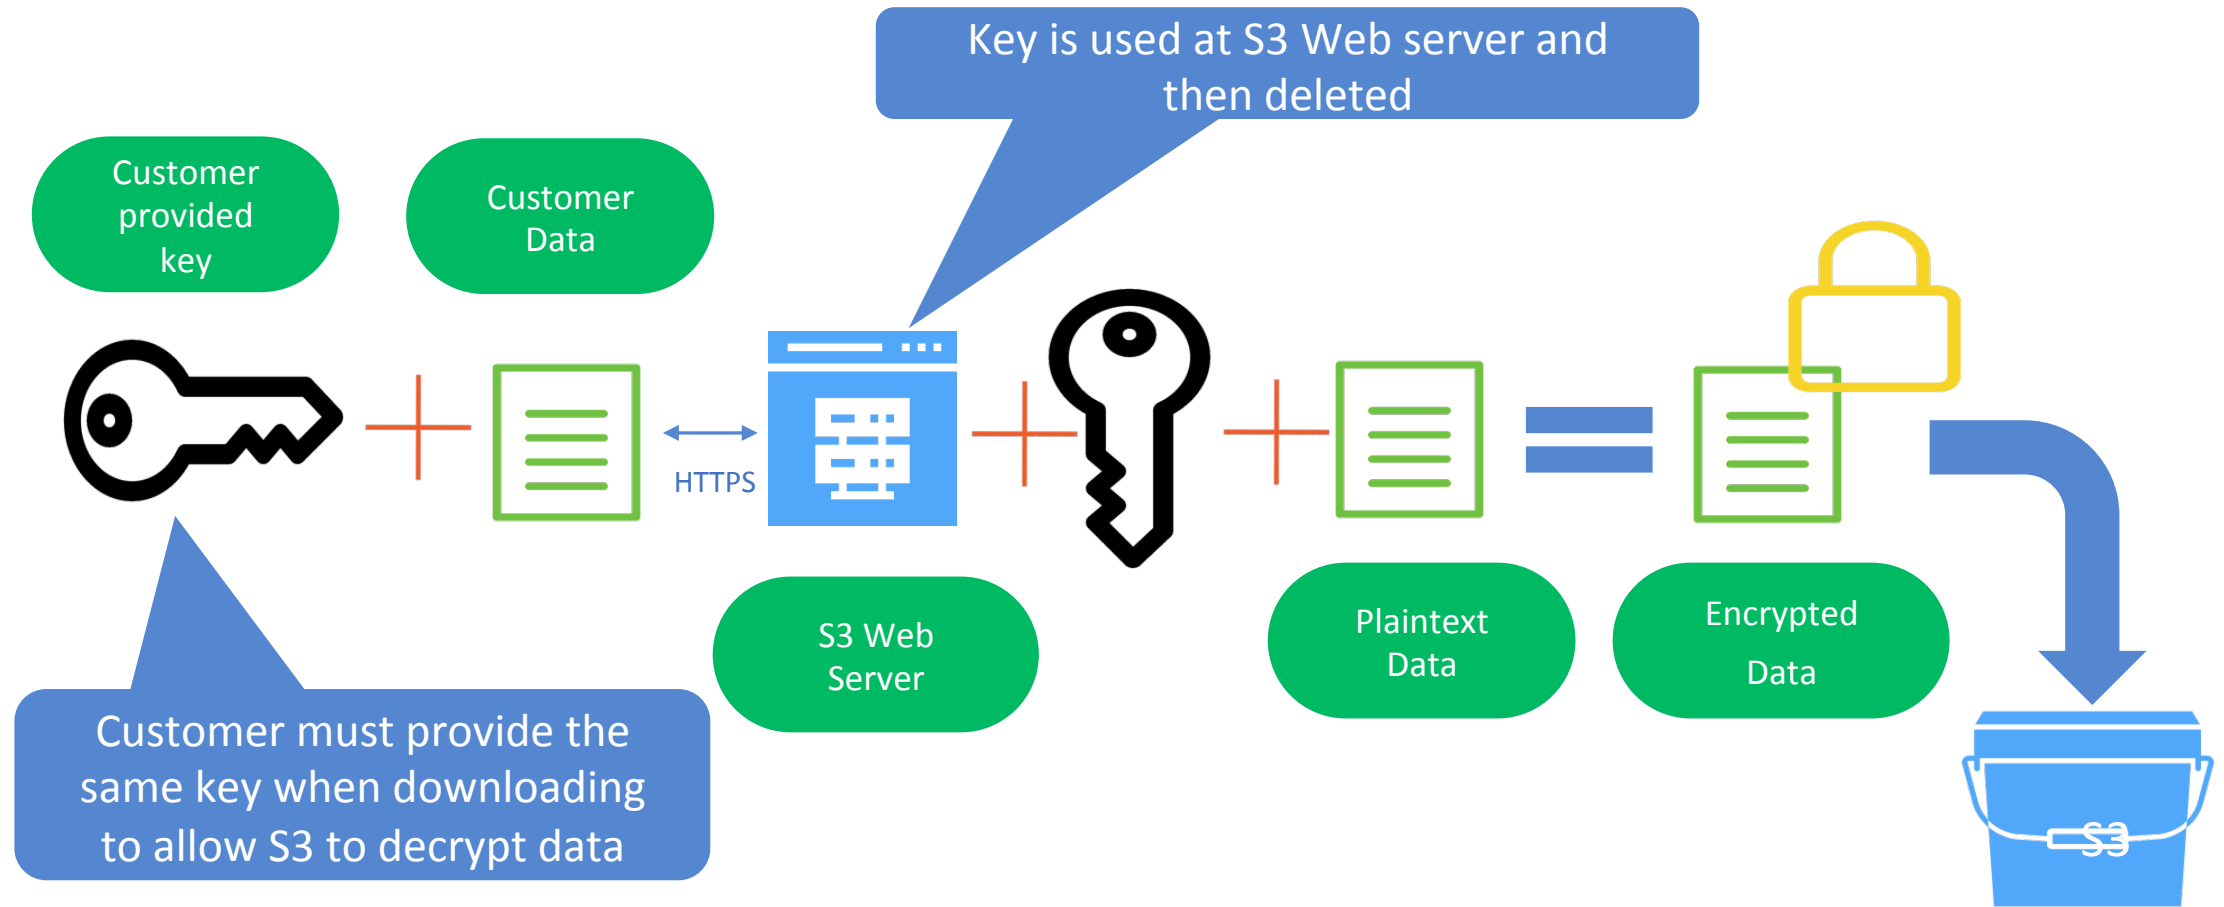 Key is used at S3 Web server and
then deleted
Customer
provided
key
Customer
Data
HTTPS
S3 Web
Server
Plaintext
Data
Encrypted
Data
Customer must provide the
same key when downloading
to allow S3 to decrypt data
S3